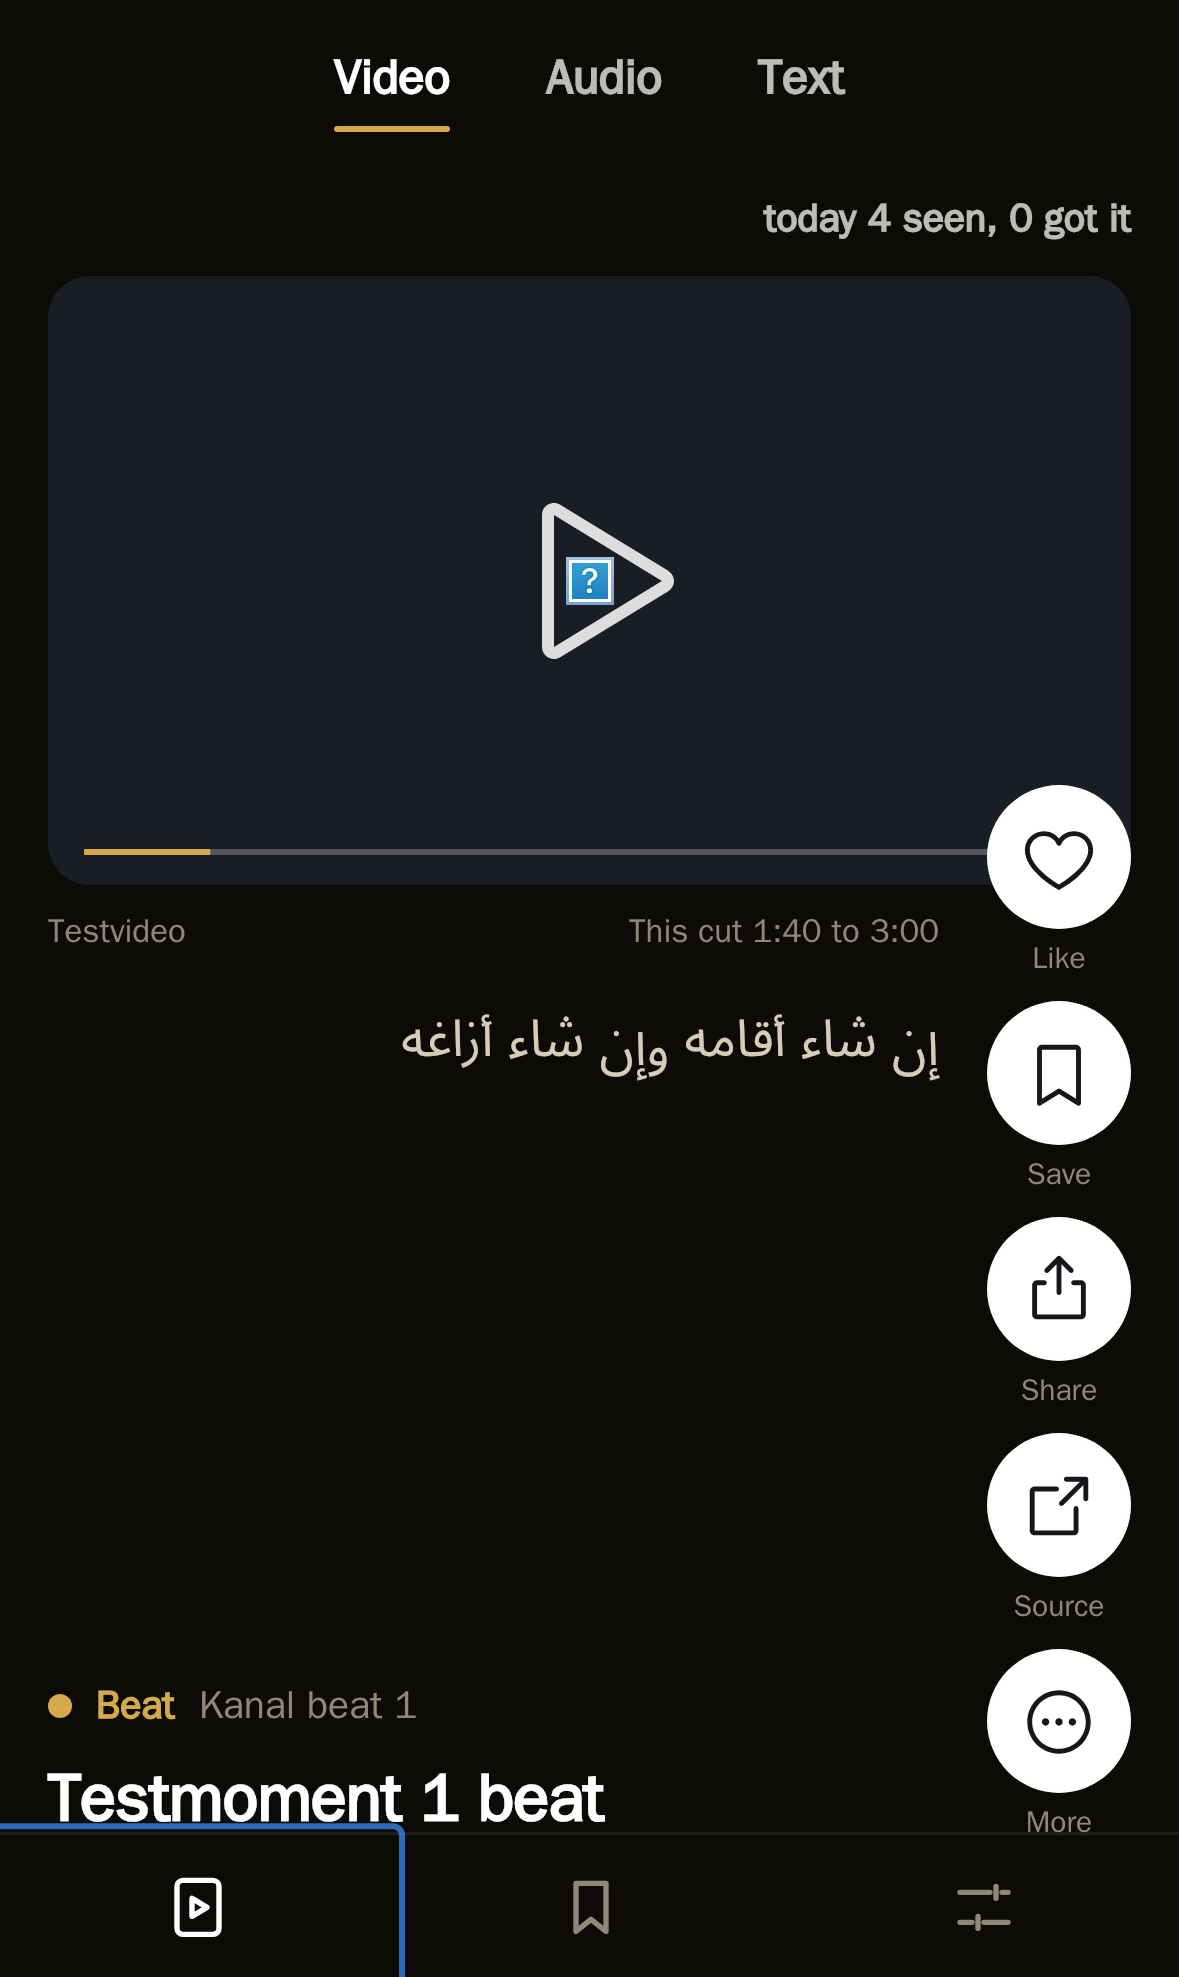 Video Audio Text
today 4 seen, 0 got it
?
Testvideo This cut 1:40 to 3:00
Like
إن شاء أقامه وإن شاء أزاغه
Save
Share
Source
Beat Kanal beat 1
Testmoment 1 beat
More